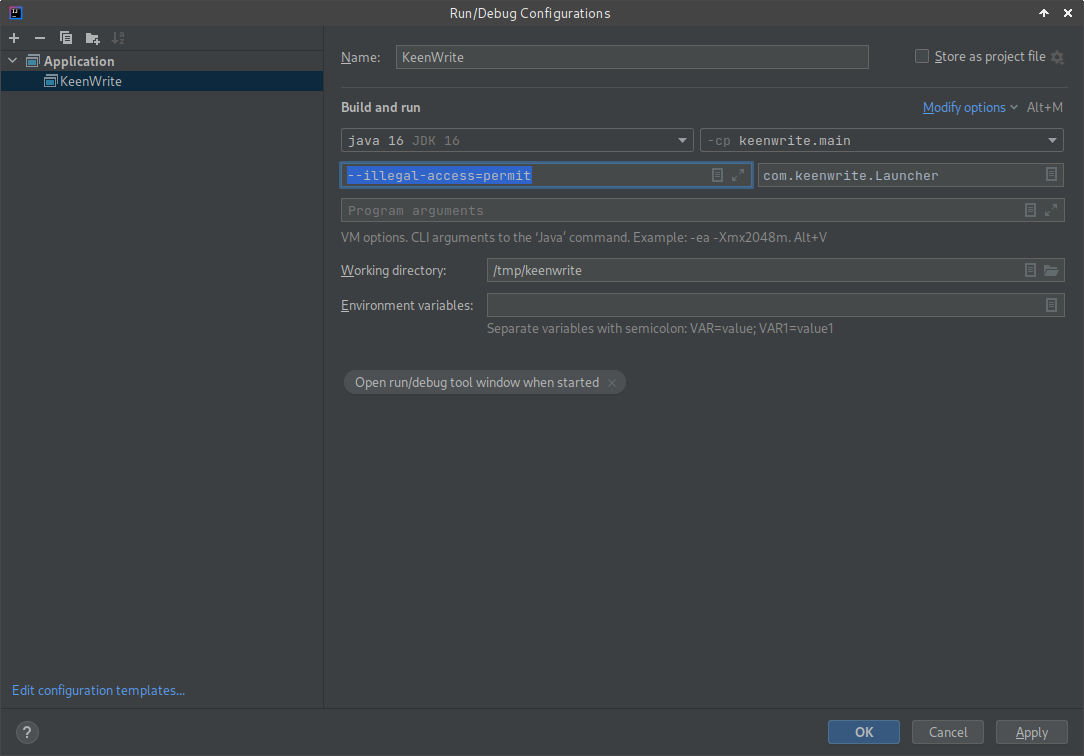 Run/Debug Configurations
Application
KeenWrite
Name: KeenWrite Store as project file
Build and run Modify options Alt+M
java 16 JDK 16 -cp keenwrite.main
--illegal-access=permit com.keenwrite.Launcher
Program arguments
VM options. CLI arguments to the ‘Java’ command. Example: -ea -Xmx2048m. Alt+V
Working directory: /tmp/keenwrite
Environment variables:
Separate variables with semicolon: VAR=value; VAR1=value1
Open run/debug tool window when started ×
Edit configuration templates...
? OK Cancel Apply